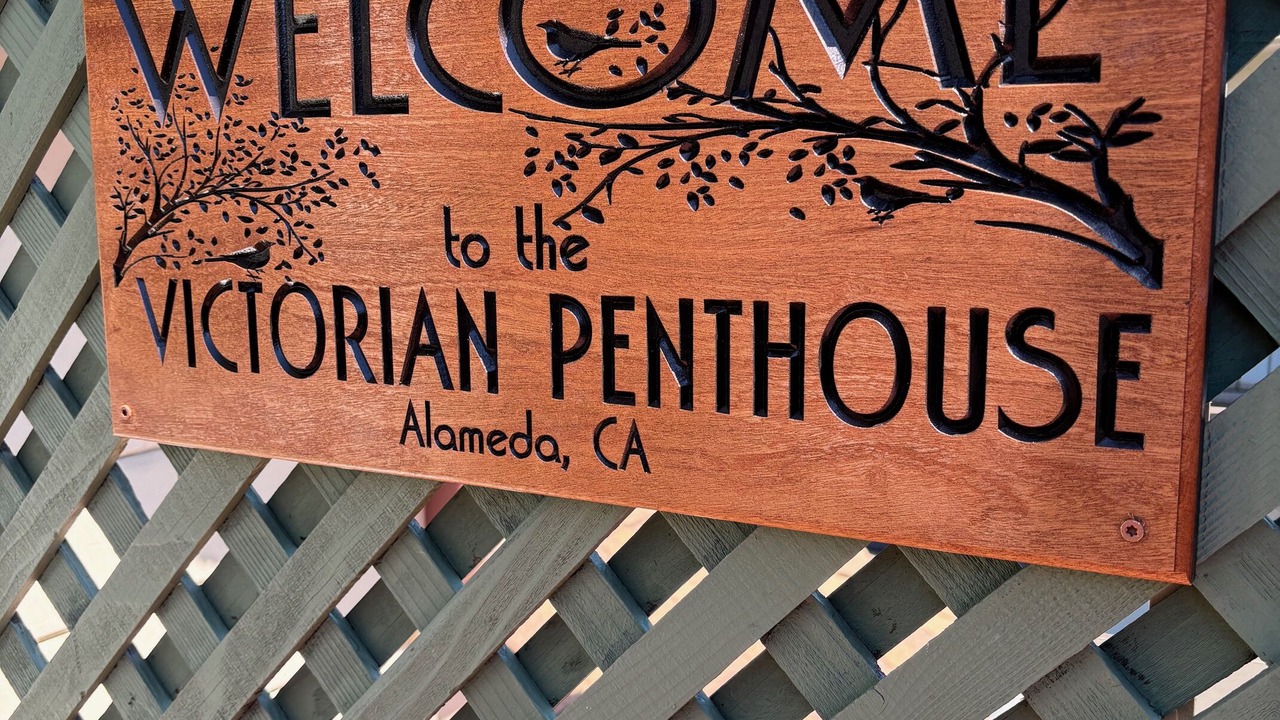 WELCOME
to the
VICTORIAN PENTHOUSE
Alameda, CA